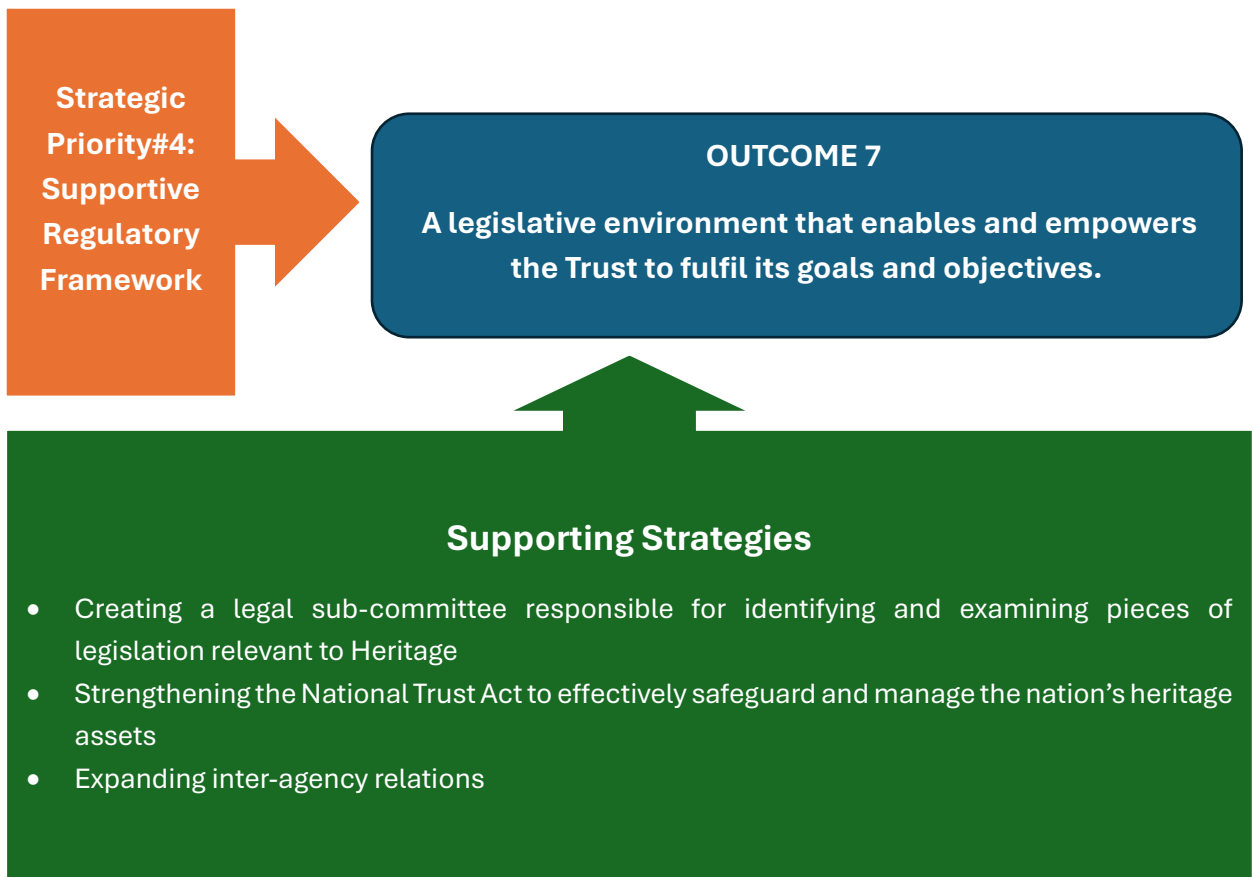 Strategic
Priority#4:
Supportive
Regulatory
Framework
OUTCOME 7
A legislative environment that enables and empowers
the Trust to fulfil its goals and objectives.
Supporting Strategies
• Creating a legal sub-committee responsible for identifying and examining pieces of
legislation relevant to Heritage
• Strengthening the National Trust Act to effectively safeguard and manage the nation’s heritage
assets
• Expanding inter-agency relations